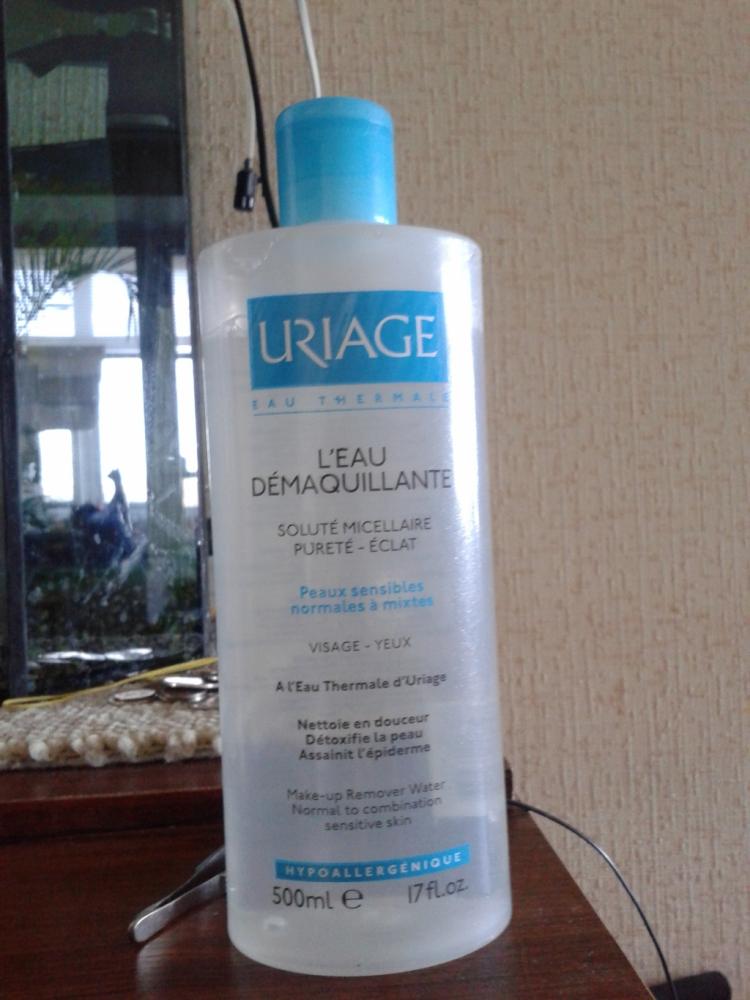 URIAGE
EAU THERMALE
L'EAU
DÉMAQUILLANTE
SOLUTÉ MICELLAIRE
PURETÉ - ÉCLAT
Peaux sensibles
normales à mixtes
VISAGE - YEUX
A l'Eau Thermale d'Uriage
Nettoie en douceur
Détoxifie la peau
Assainit l'épiderme
Make-up Remover Water
Normal to combination
sensitive skin
HYPOALLERGÉNIQUE
500ml e 17fl.oz.